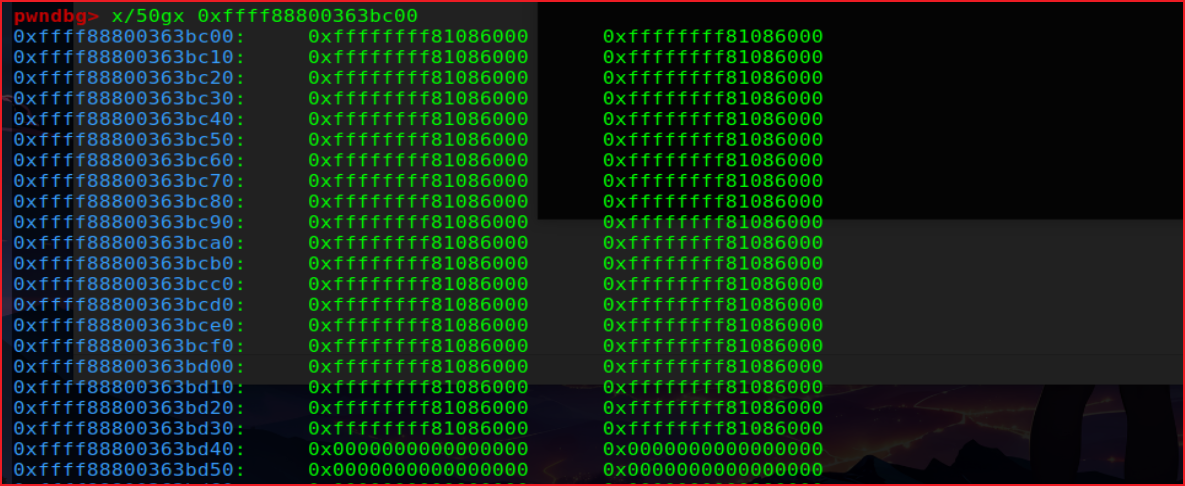 pwndbg> x/50gx 0xffff88800363bc00
0xffff88800363bc00: 0xffffffff81086000 0xffffffff81086000
0xffff88800363bc10: 0xffffffff81086000 0xffffffff81086000
0xffff88800363bc20: 0xffffffff81086000 0xffffffff81086000
0xffff88800363bc30: 0xffffffff81086000 0xffffffff81086000
0xffff88800363bc40: 0xffffffff81086000 0xffffffff81086000
0xffff88800363bc50: 0xffffffff81086000 0xffffffff81086000
0xffff88800363bc60: 0xffffffff81086000 0xffffffff81086000
0xffff88800363bc70: 0xffffffff81086000 0xffffffff81086000
0xffff88800363bc80: 0xffffffff81086000 0xffffffff81086000
0xffff88800363bc90: 0xffffffff81086000 0xffffffff81086000
0xffff88800363bca0: 0xffffffff81086000 0xffffffff81086000
0xffff88800363bcb0: 0xffffffff81086000 0xffffffff81086000
0xffff88800363bcc0: 0xffffffff81086000 0xffffffff81086000
0xffff88800363bcd0: 0xffffffff81086000 0xffffffff81086000
0xffff88800363bce0: 0xffffffff81086000 0xffffffff81086000
0xffff88800363bcf0: 0xffffffff81086000 0xffffffff81086000
0xffff88800363bd00: 0xffffffff81086000 0xffffffff81086000
0xffff88800363bd10: 0xffffffff81086000 0xffffffff81086000
0xffff88800363bd20: 0xffffffff81086000 0xffffffff81086000
0xffff88800363bd30: 0xffffffff81086000 0xffffffff81086000
0xffff88800363bd40: 0x0000000000000000 0x0000000000000000
0xffff88800363bd50: 0x0000000000000000 0x0000000000000000